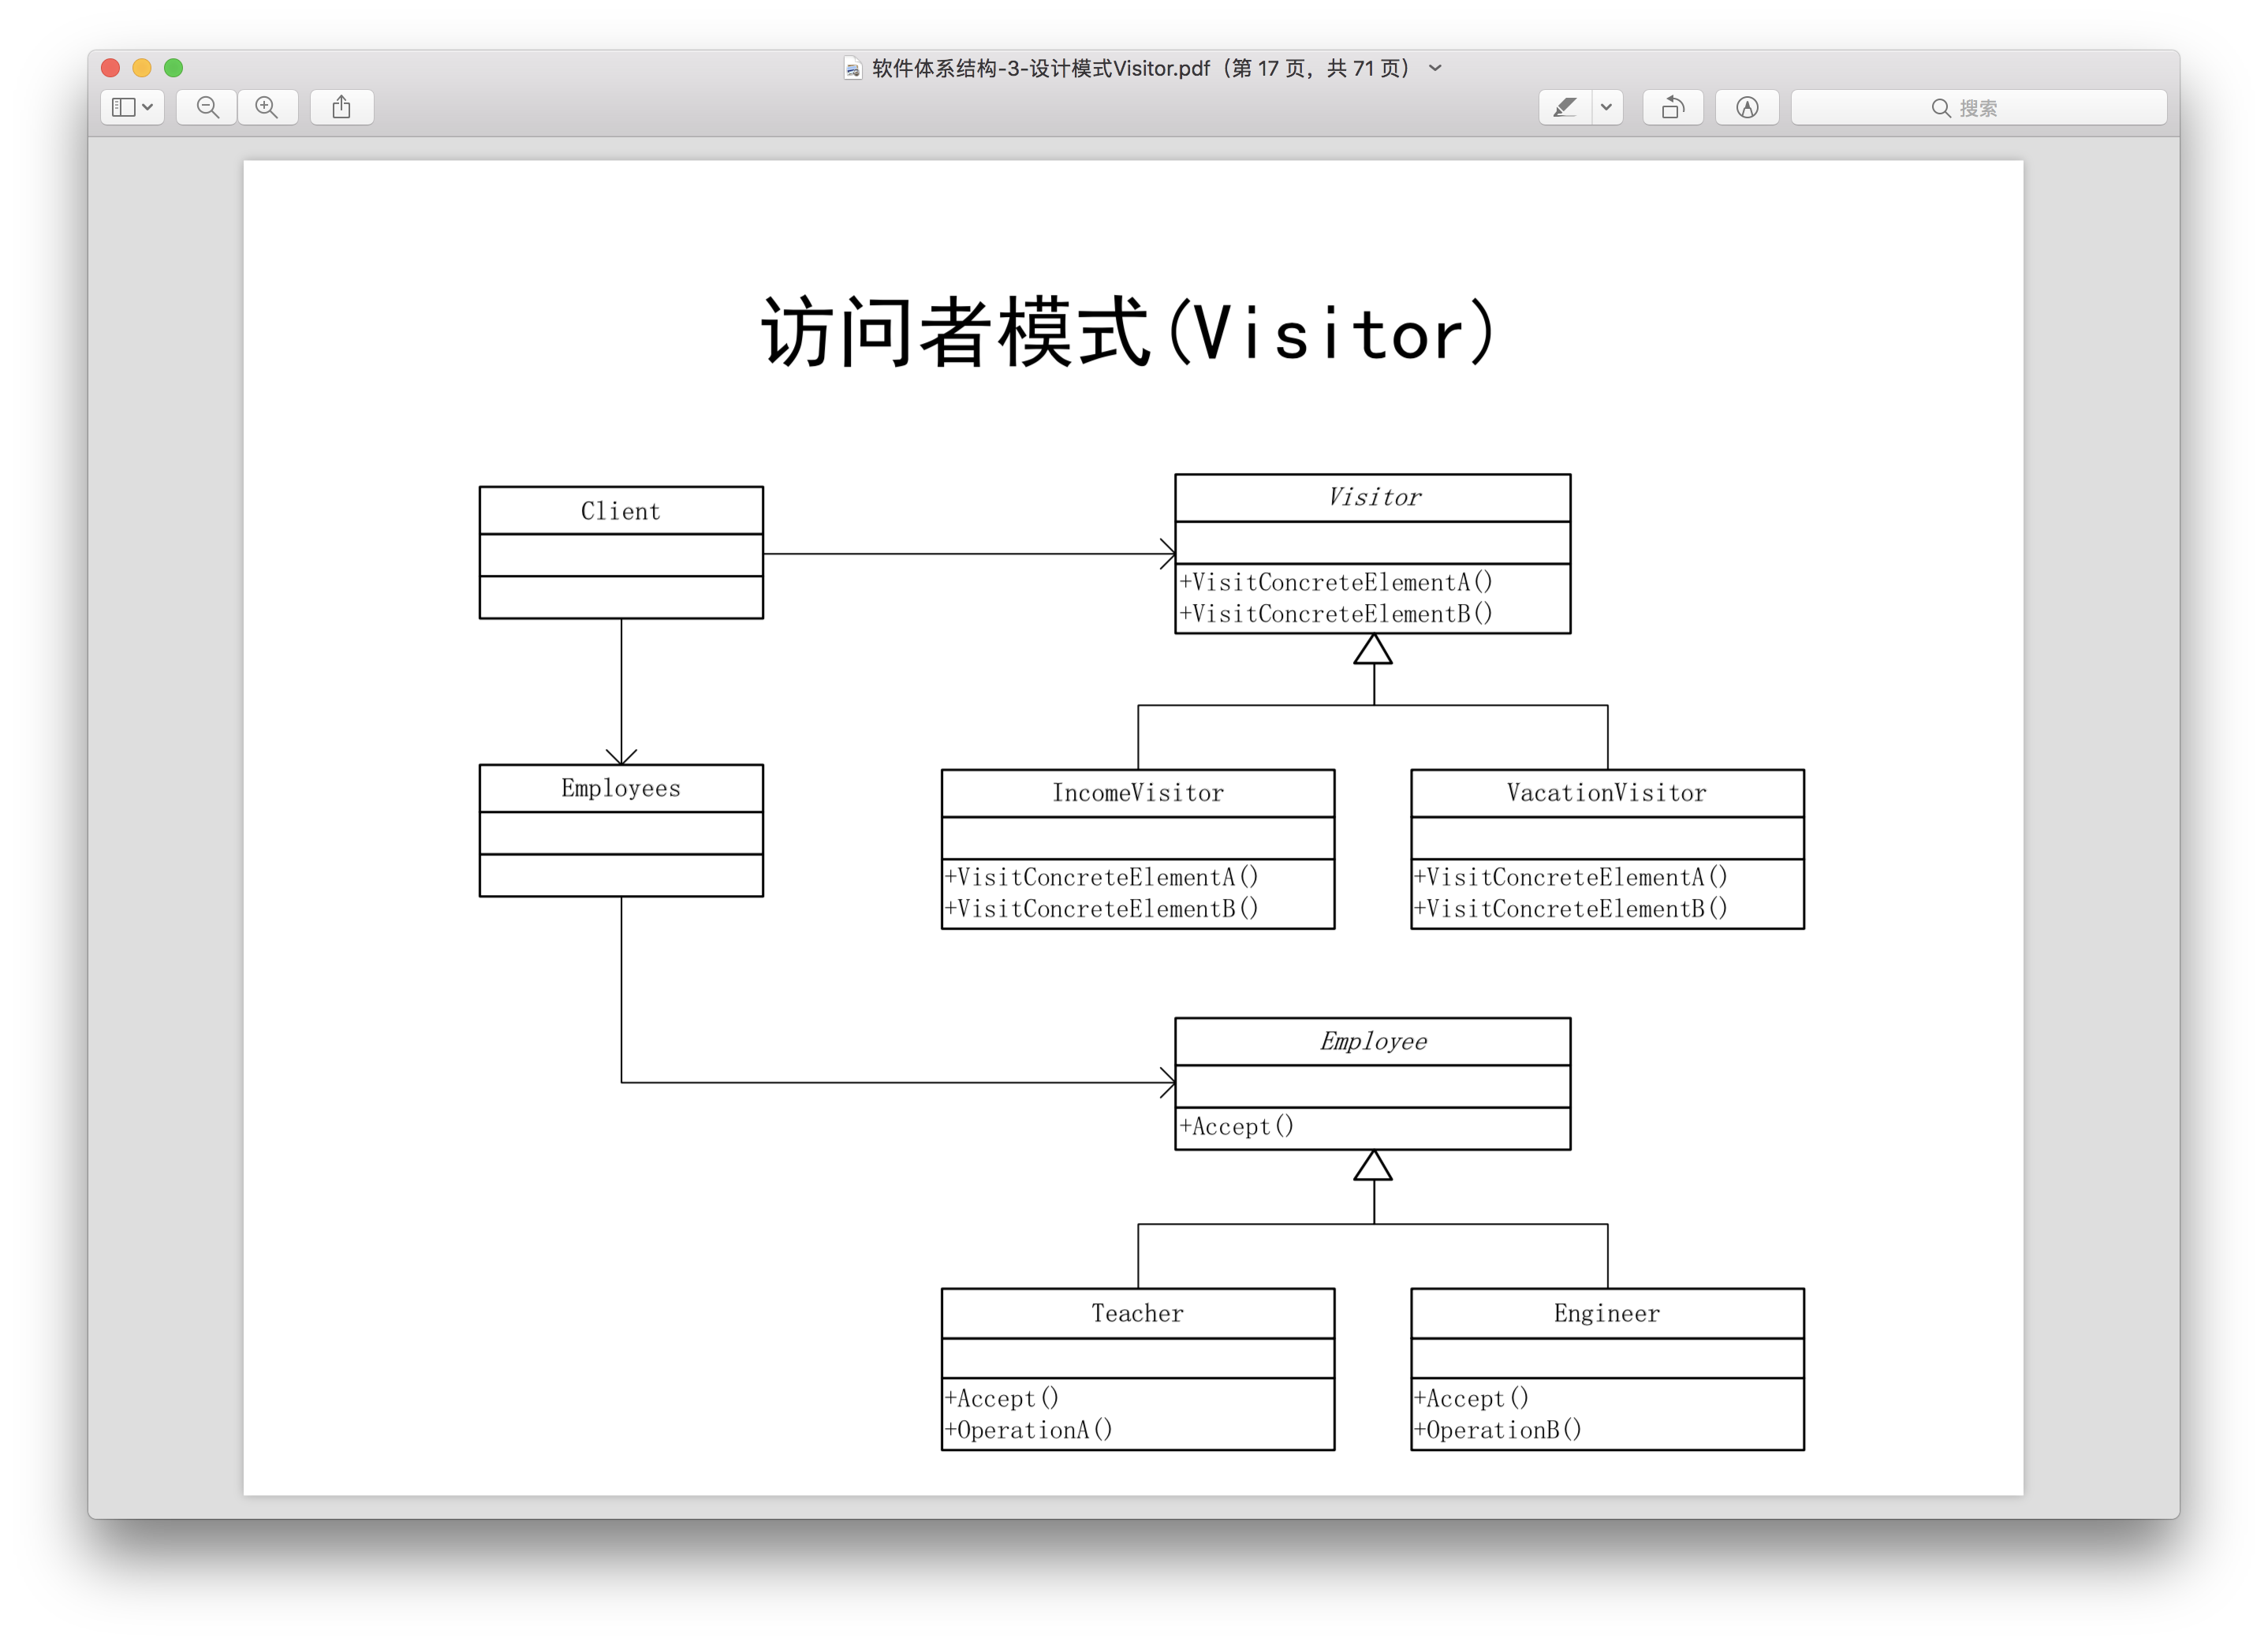 软件体系结构-3-设计模式Visitor.pdf（第 17 页，共 71 页）
搜索
访问者模式(Visitor)
Client
Visitor
+VisitConcreteElementA()
+VisitConcreteElementB()
Employees
IncomeVisitor
+VisitConcreteElementA()
+VisitConcreteElementB()
VacationVisitor
+VisitConcreteElementA()
+VisitConcreteElementB()
Employee
+Accept()
Teacher
+Accept()
+OperationA()
Engineer
+Accept()
+OperationB()